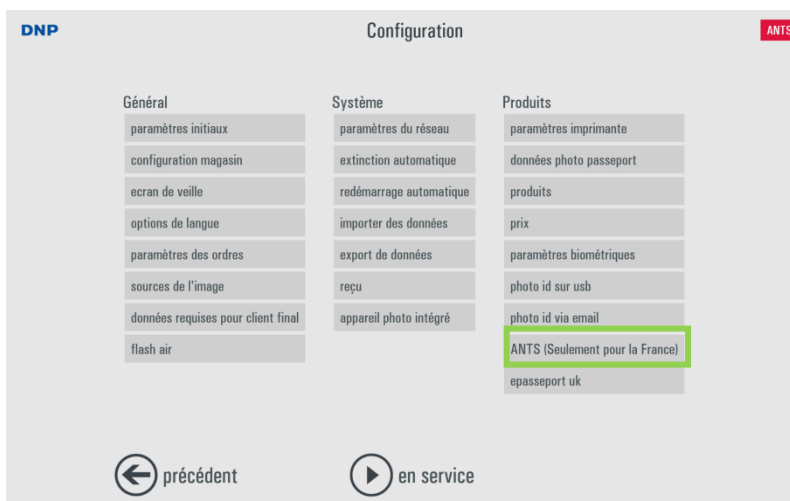 DNP
Configuration
ANTS
Général
paramètres initiaux
configuration magasin
ecran de veille
options de langue
paramètres des ordres
sources de l'image
données requises pour client final
flash air
Système
paramètres du réseau
extinction automatique
redémarrage automatique
importer des données
export de données
reçu
appareil photo intégré
Produits
paramètres imprimante
données photo passeport
produits
prix
paramètres biométriques
photo id sur usb
photo id via email
ANTS (Seulement pour la France)
epasseport uk
précédent
en service